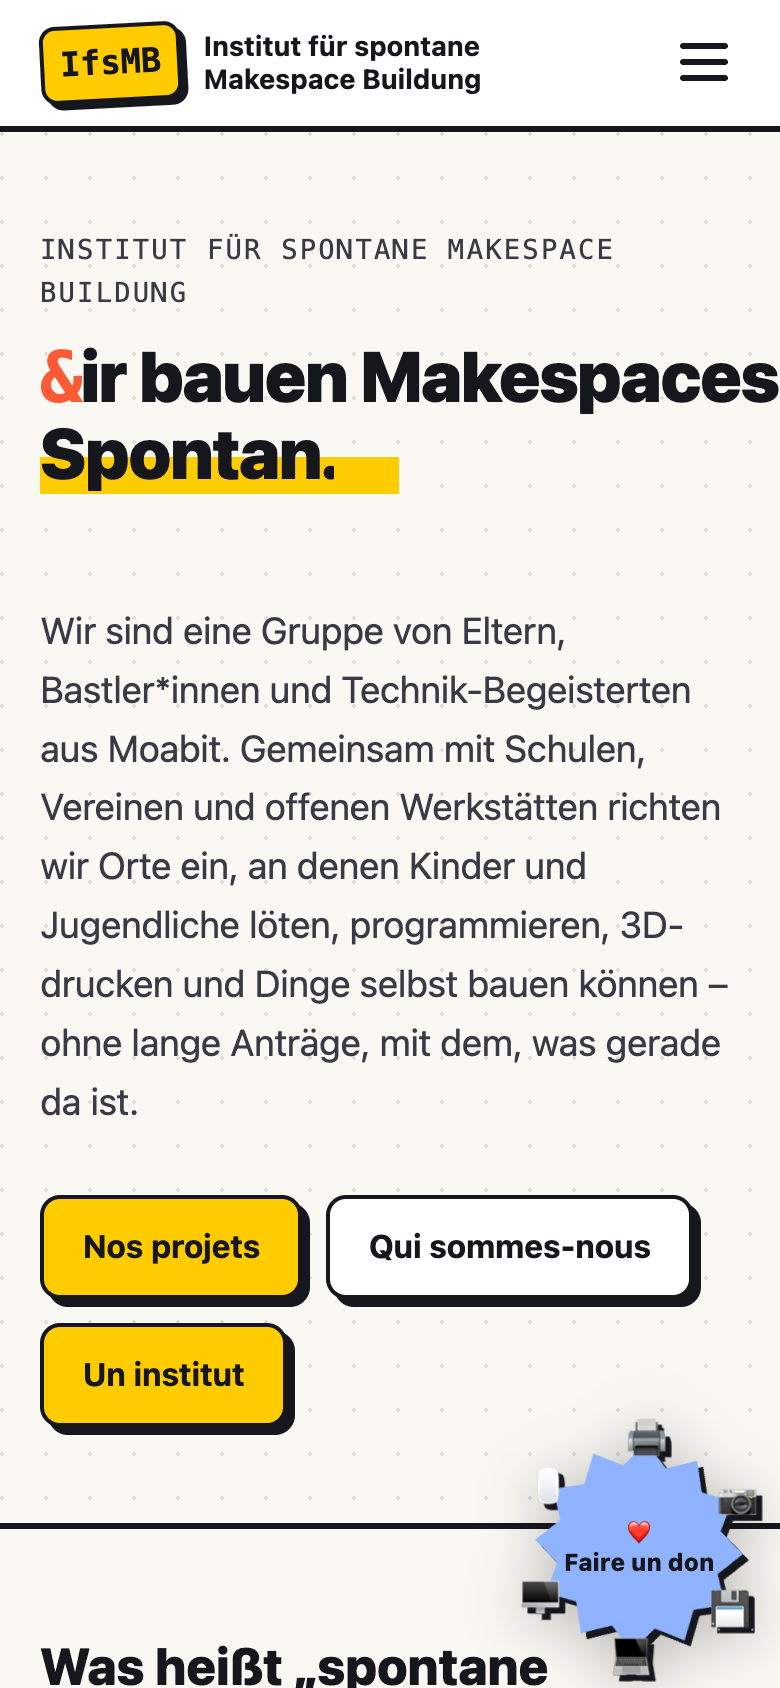 IfsMB
Institut für spontane
Makespace Buildung
INSTITUT FÜR SPONTANE MAKESPACE
BUILDUNG
&ir bauen Makespaces
Spontan.
Wir sind eine Gruppe von Eltern,
Bastler*innen und Technik-Begeisterten
aus Moabit. Gemeinsam mit Schulen,
Vereinen und offenen Werkstätten richten
wir Orte ein, an denen Kinder und
Jugendliche löten, programmieren, 3D-
drucken und Dinge selbst bauen können –
ohne lange Anträge, mit dem, was gerade
da ist.
Nos projets
Qui sommes-nous
Un institut
Faire un don
Was heißt „spontane